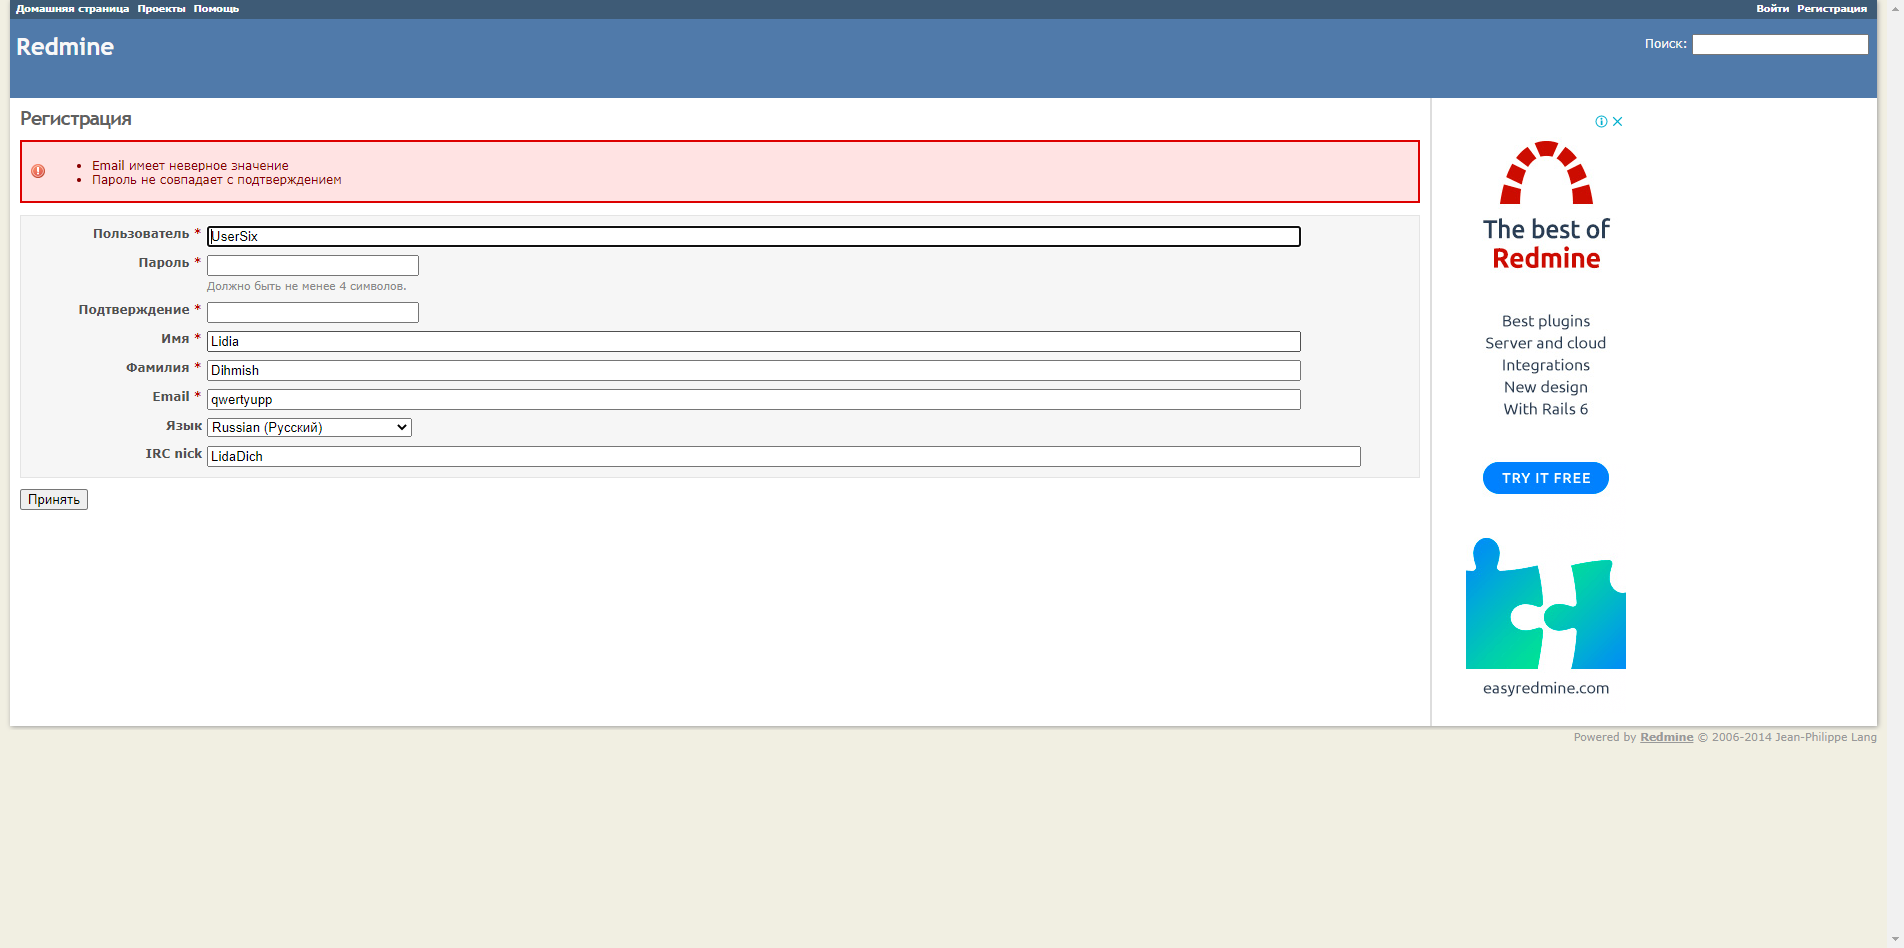 Домашняя страница Проекты Помощь
Войти Регистрация
Redmine
Поиск:
Регистрация
Email имеет неверное значение
Пароль не совпадает с подтверждением
Пользователь * UserSix
Пароль *
Должно быть не менее 4 символов.
Подтверждение *
Имя * Lidia
Фамилия * Dihmish
Email * qwertyupp
Язык Russian (Русский)
IRC nick LidaDich
Принять
The best of
Redmine
Best plugins
Server and cloud
Integrations
New design
With Rails 6
TRY IT FREE
easyredmine.com
Powered by Redmine © 2006-2014 Jean-Philippe Lang